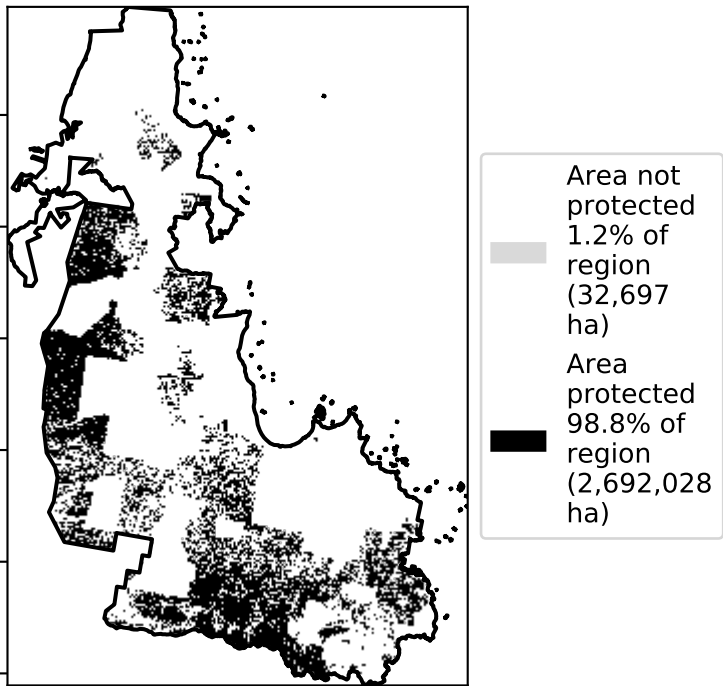 Area not
protected
1.2% of
region
(32,697
ha)
Area
protected
98.8% of
region
(2,692,028
ha)